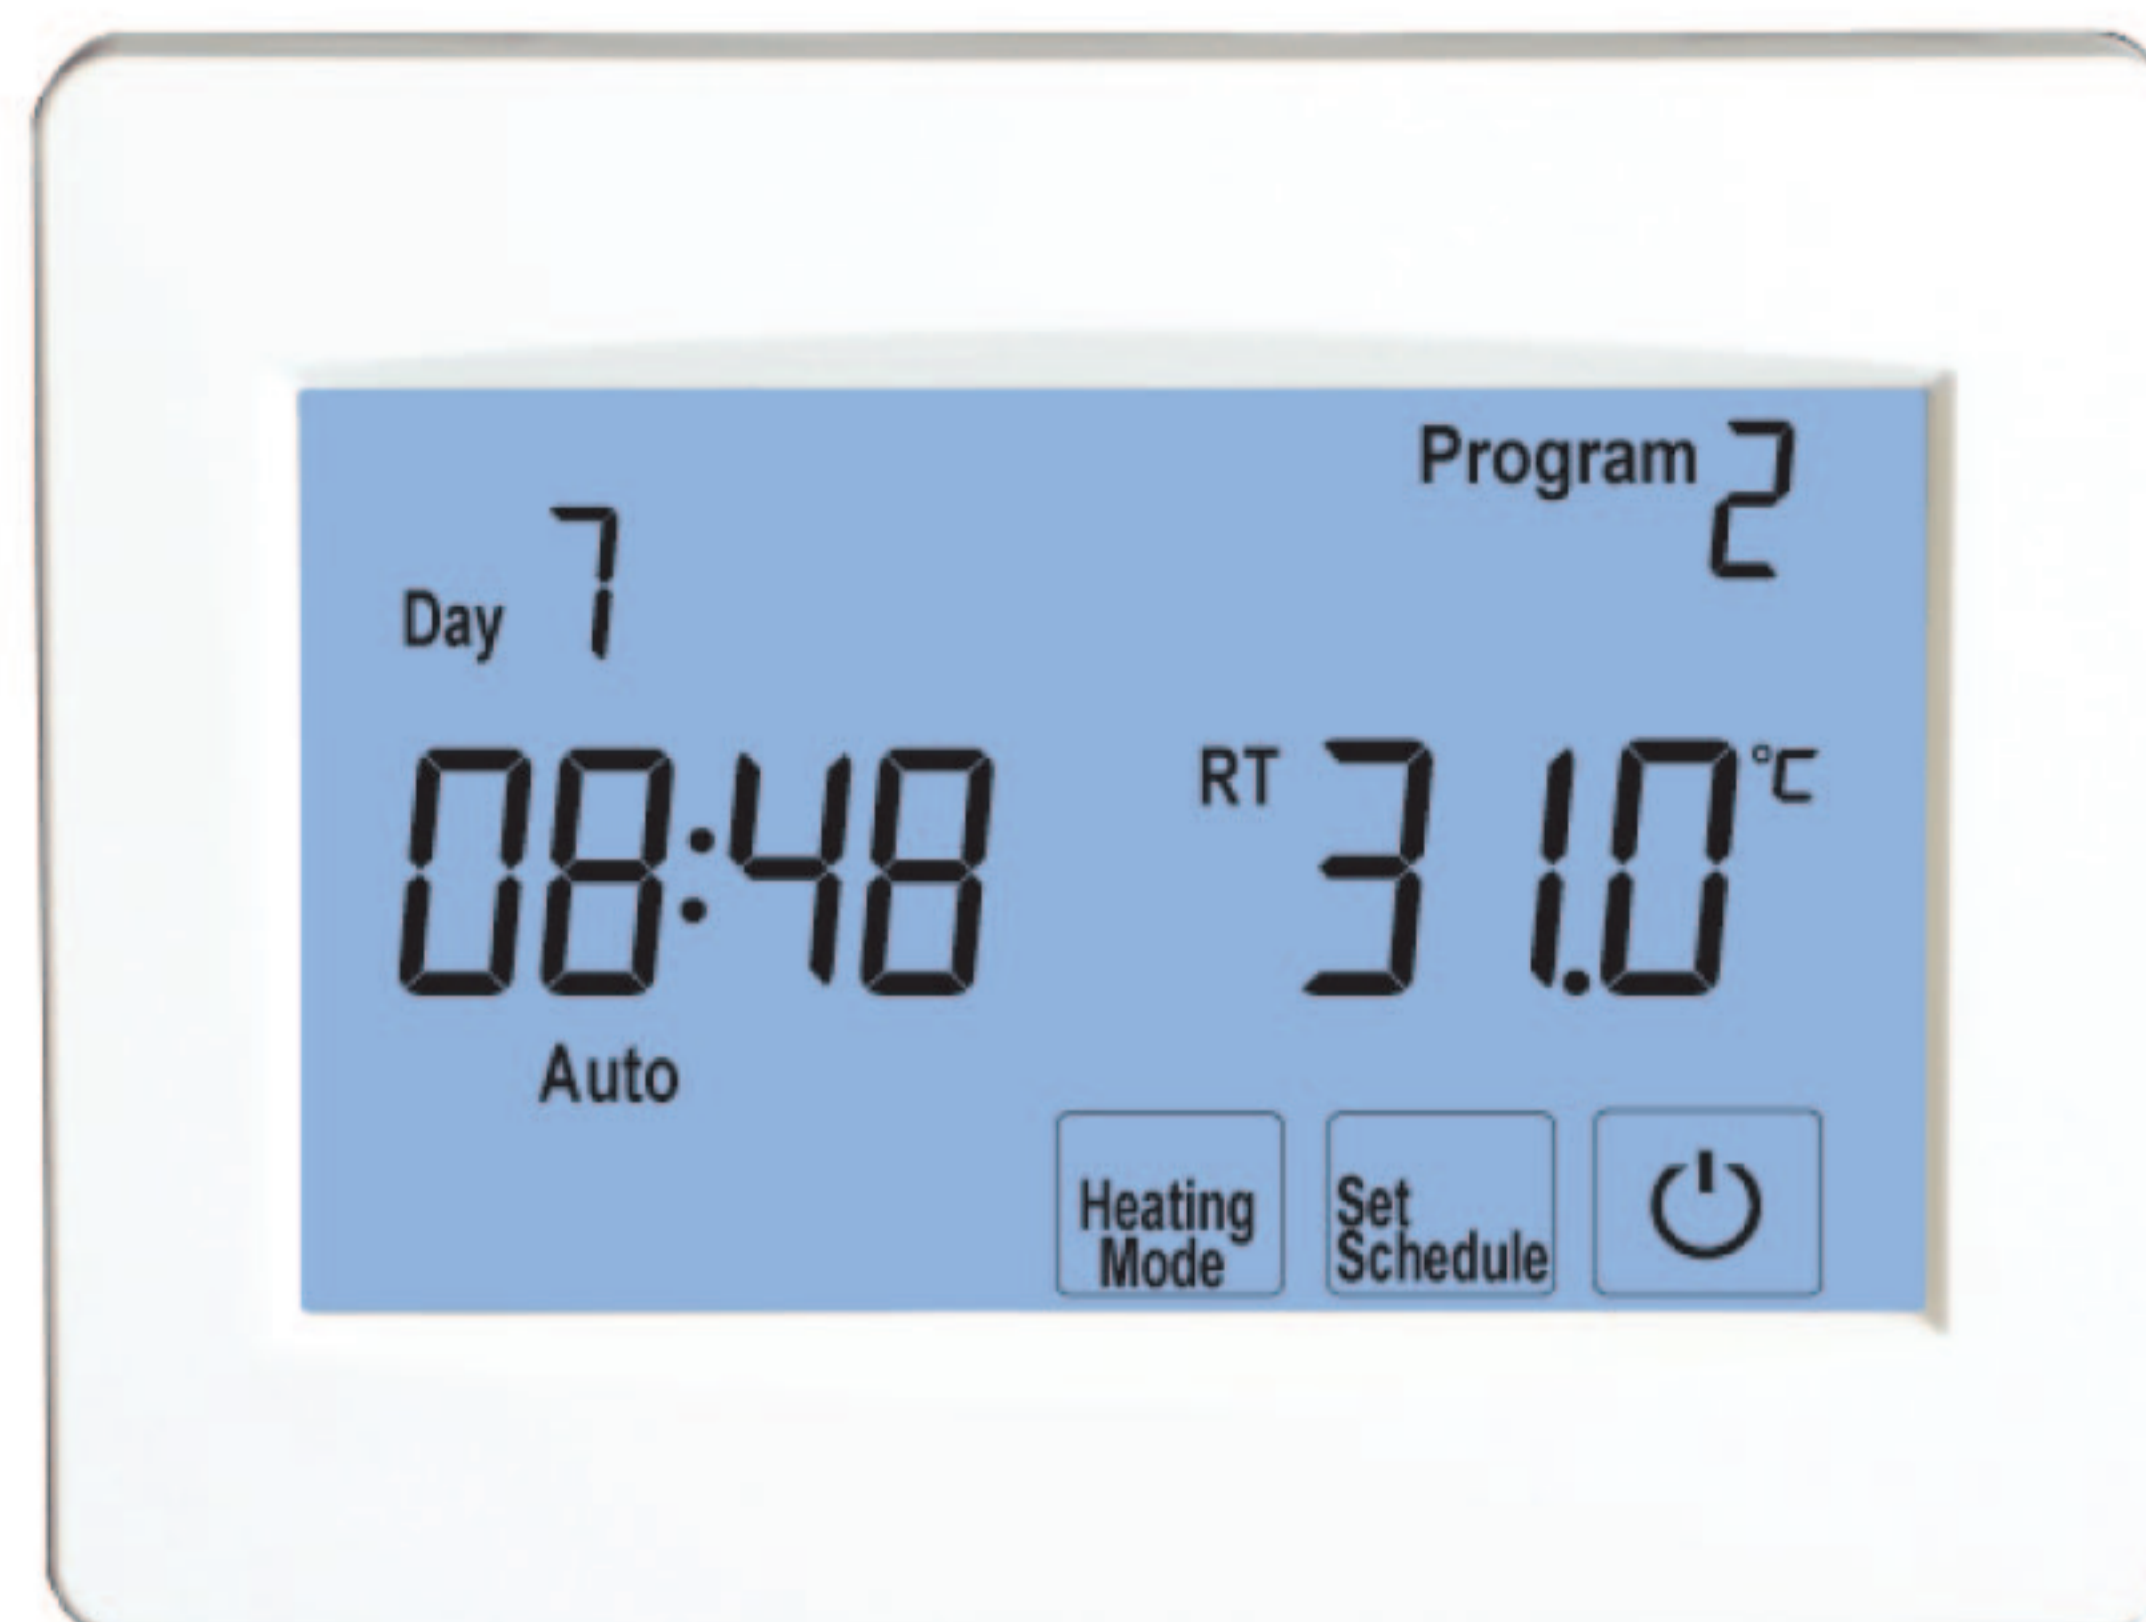 Program 2
Day 7
08:48 RT 31.0 °C
Auto
Heating
Mode
Set
Schedule